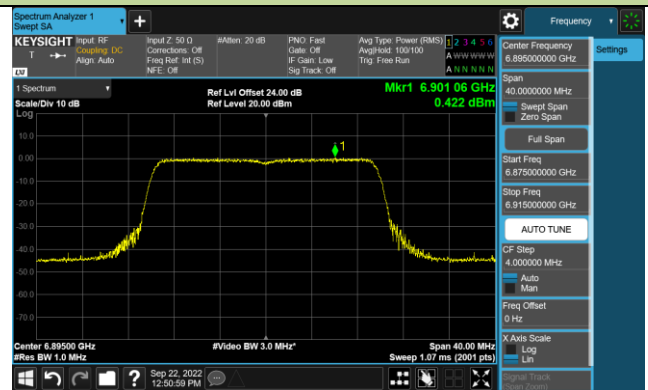 Spectrum Analyzer 1
Swept SA
Frequency
KEYSIGHT
Input: RF
Coupling: DC
Align: Auto
Input Z: 50 Ω
Corrections: Off
Freq Ref: Int (S)
NFE: Off
#Atten: 20 dB
PNO: Fast
Gate: Off
IF Gain: Low
Sig Track: Off
Avg Type: Power (RMS)
Avg|Hold: 100/100
Trig: Free Run
1 2 3 4 5 6
A W W W W W
A N N N N N
LXI
1 Spectrum
Scale/Div 10 dB
Log
Ref Lvl Offset 24.00 dB
Ref Level 20.00 dBm
Mkr1 6.901 06 GHz
0.422 dBm
1
10.0
0.00
-10.0
-20.0
-30.0
-40.0
-50.0
-60.0
-70.0
Center 6.89500 GHz
#Res BW 1.0 MHz
#Video BW 3.0 MHz*
Span 40.00 MHz
Sweep 1.07 ms (2001 pts)
Sep 22, 2022
12:50:59 PM
Center Frequency
6.895000000 GHz
Settings
Span
40.0000000 MHz
Swept Span
Zero Span
Full Span
Start Freq
6.875000000 GHz
Stop Freq
6.915000000 GHz
AUTO TUNE
CF Step
4.000000 MHz
Auto
Man
Freq Offset
0 Hz
X Axis Scale
Log
Lin
Signal Track
(Span Zoom)